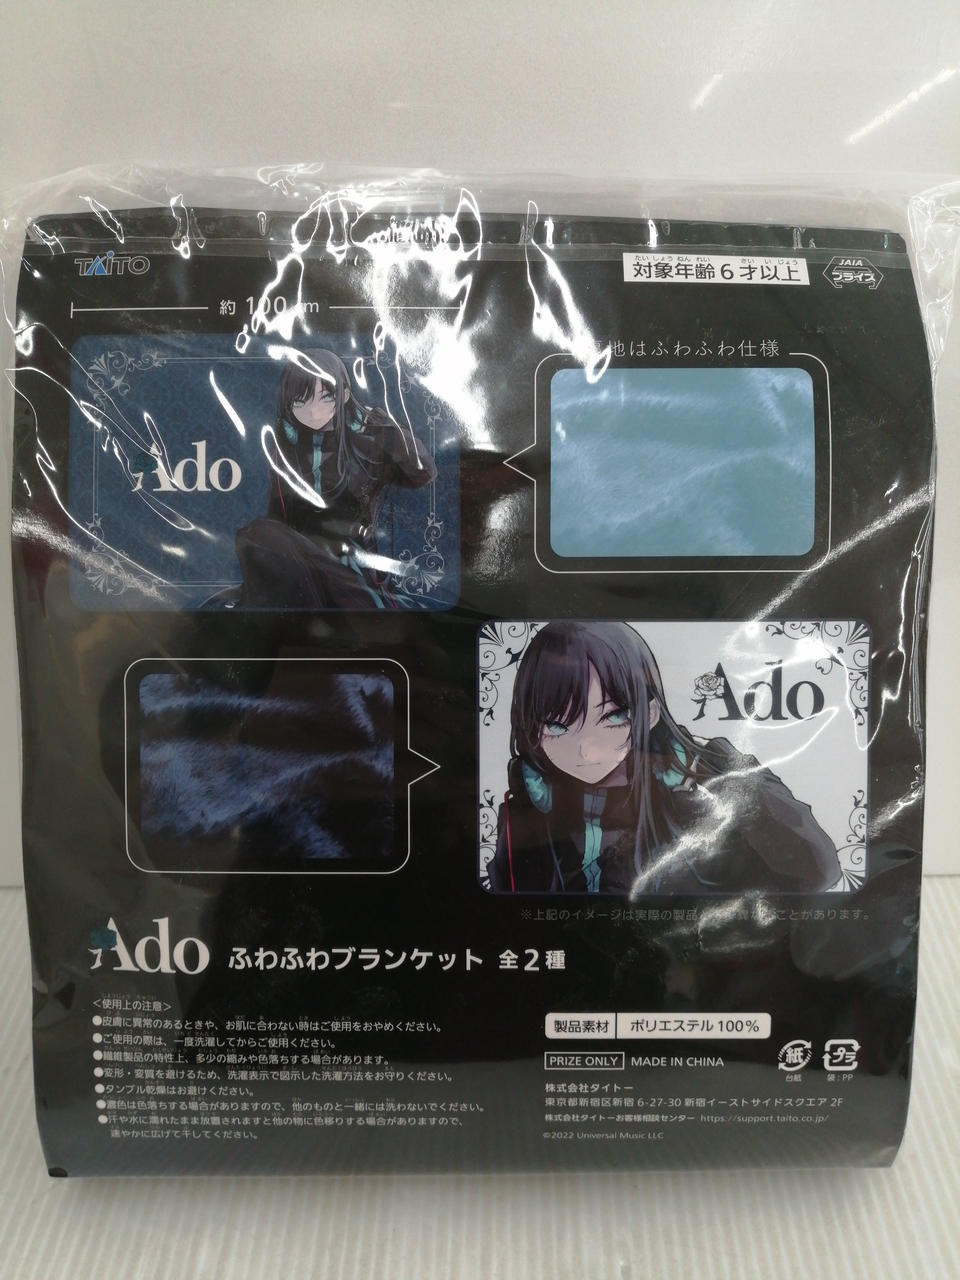 TAITO
たいしょうねんれい さいいじょう
対象年齢6才以上
JAIA
プライズ
約 100 cm
地はふわふわ仕様
Ado
Ado
※上記のイメージは実際の製品と 異な ことがあります。
Ado ふわふわブランケット 全2種
<使用上の注意>
●皮膚に異常のあるときや、お肌に合わない時はご使用をおやめください。
●ご使用の際は、一度洗濯してからご使用ください。
●繊維製品の特性上、多少の縮みや色落ちする場合があります。
●変形・変質を避けるため、洗濯表示で図示した洗濯方法をお守りください。
●タンブル乾燥はお避けください。
●濃色は色落ちする場合がありますので、他のものと一緒には洗わないでください。
●汗や水に濡れたまま放置されますと他の物に色移りする場合がありますので、
速やかに広げて干してください。
製品素材 ポリエステル 100%
PRIZE ONLY MADE IN CHINA
紙 プラ
台紙 袋:PP
株式会社タイトー
東京都新宿区新宿 6-27-30 新宿イーストサイドスクエア 2F
株式会社タイトーお客様相談センター https://support.taito.co.jp/
©2022 Universal Music LLC